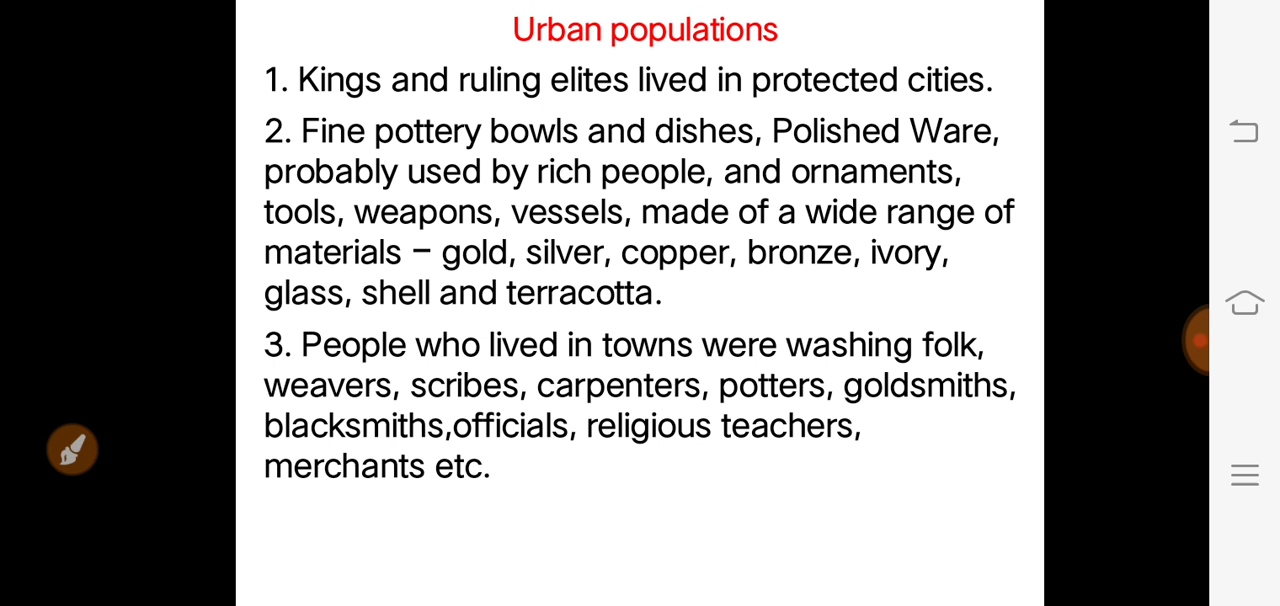 Urban populations
1. Kings and ruling elites lived in protected cities.
2. Fine pottery bowls and dishes, Polished Ware,
probably used by rich people, and ornaments,
tools, weapons, vessels, made of a wide range of
materials – gold, silver, copper, bronze, ivory,
glass, shell and terracotta.
3. People who lived in towns were washing folk,
weavers, scribes, carpenters, potters, goldsmiths,
blacksmiths,officials, religious teachers,
merchants etc.